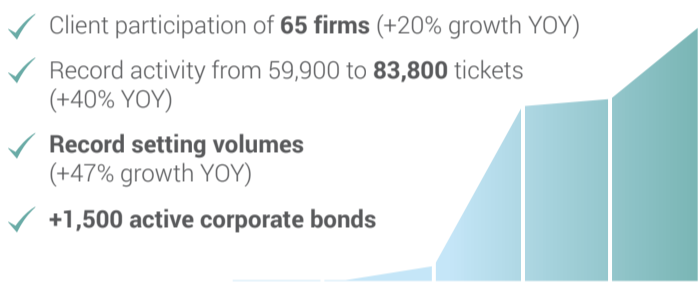 Client participation of 65 firms (+20% growth YOY)
Record activity from 59,900 to 83,800 tickets
(+40% YOY)
Record setting volumes
(+47% growth YOY)
+1,500 active corporate bonds